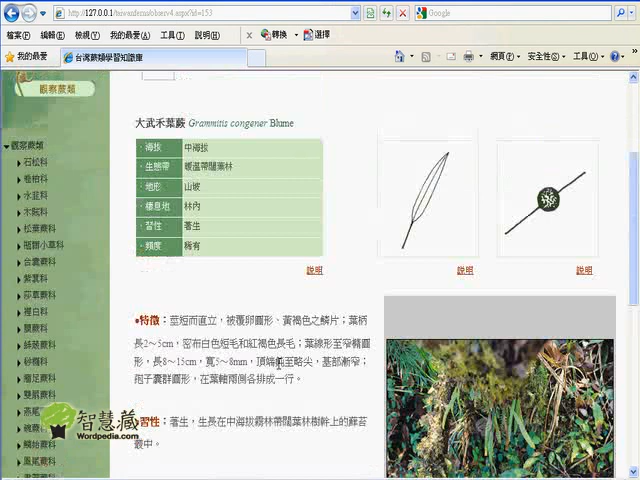 http://127.0.0.1/taiwanferns/observ4.aspx?id=153
Google
檔案(F) 編輯(E) 檢視(V) 我的最愛(A) 工具(T) 說明(H) x 轉換 選擇
我的最愛 台灣蕨類學習知識庫 網頁(P) 安全性(S) 工具(O)
觀察蕨類
大武禾葉蕨 Grammitis congener Blume
觀察蕨類
石松科
卷柏科
水韭科
木賊科
松葉蕨科
瓶爾小草科
合囊蕨科
紫萁科
莎草蕨科
裏白科
膜蕨科
蚌殼蕨科
桫欏科
瘤足蕨科
雙扇蕨科
燕尾
碗蕨科
鱗始蕨科
鳳尾蕨科
海拔 中海拔
生態帶 暖溫帶闊葉林
地形 山坡
棲息地 林內
習性 著生
頻度 稀有
說明
說明
說明
●特徵：莖短而直立，被覆卵圓形、黃褐色之鱗片；葉柄
長2～5cm，密布白色短毛和紅褐色長毛；葉線形至窄橢圓
形，長8～15cm，寬5～8mm，頂端鈍至略尖，基部漸窄；
孢子囊群圓形，在葉軸兩側各排成一行。
習性：著生，生長在中海拔霧林帶闊葉林樹幹上的蘚苔
叢中。
智慧藏
Wordpedia.com